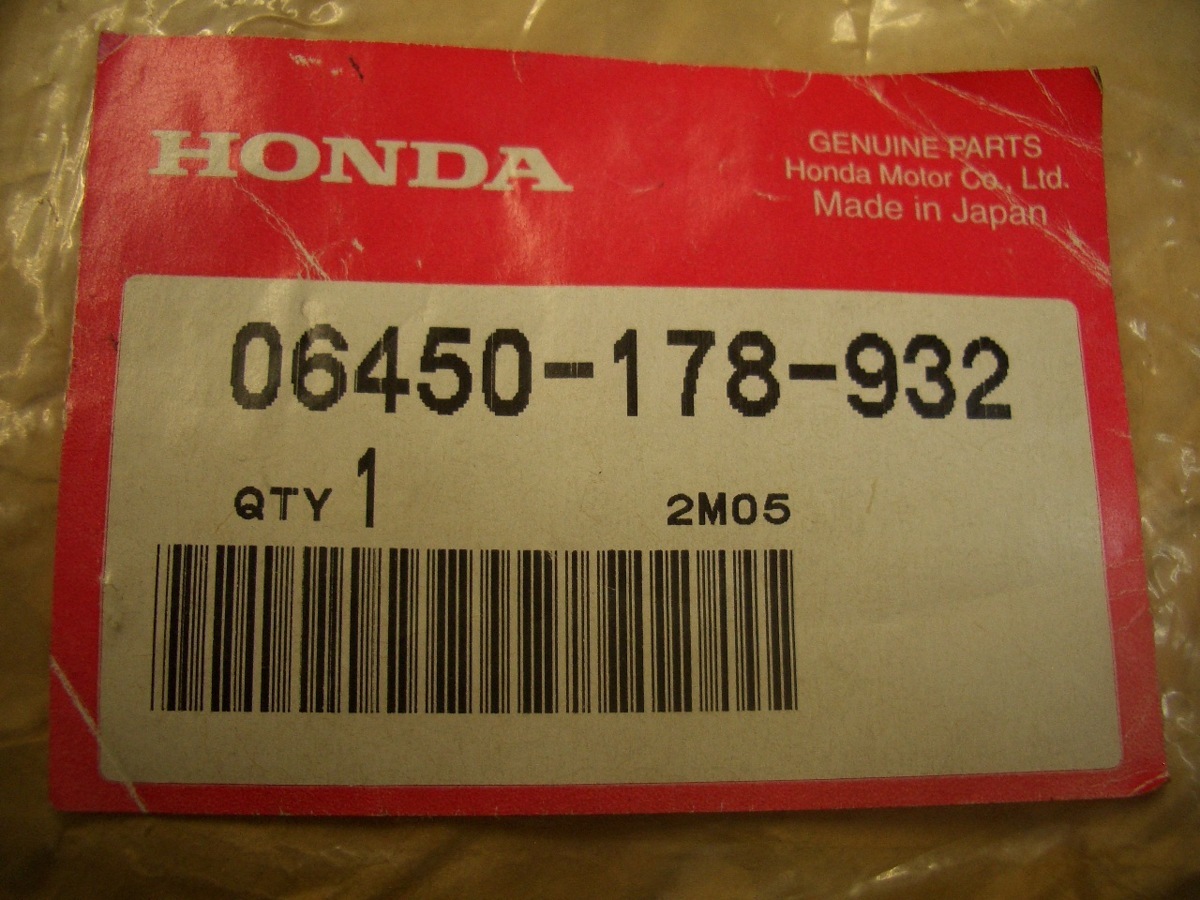 HONDA
GENUINE PARTS
Honda Motor Co., Ltd.
Made in Japan
06450-178-932
QTY 1 2M05